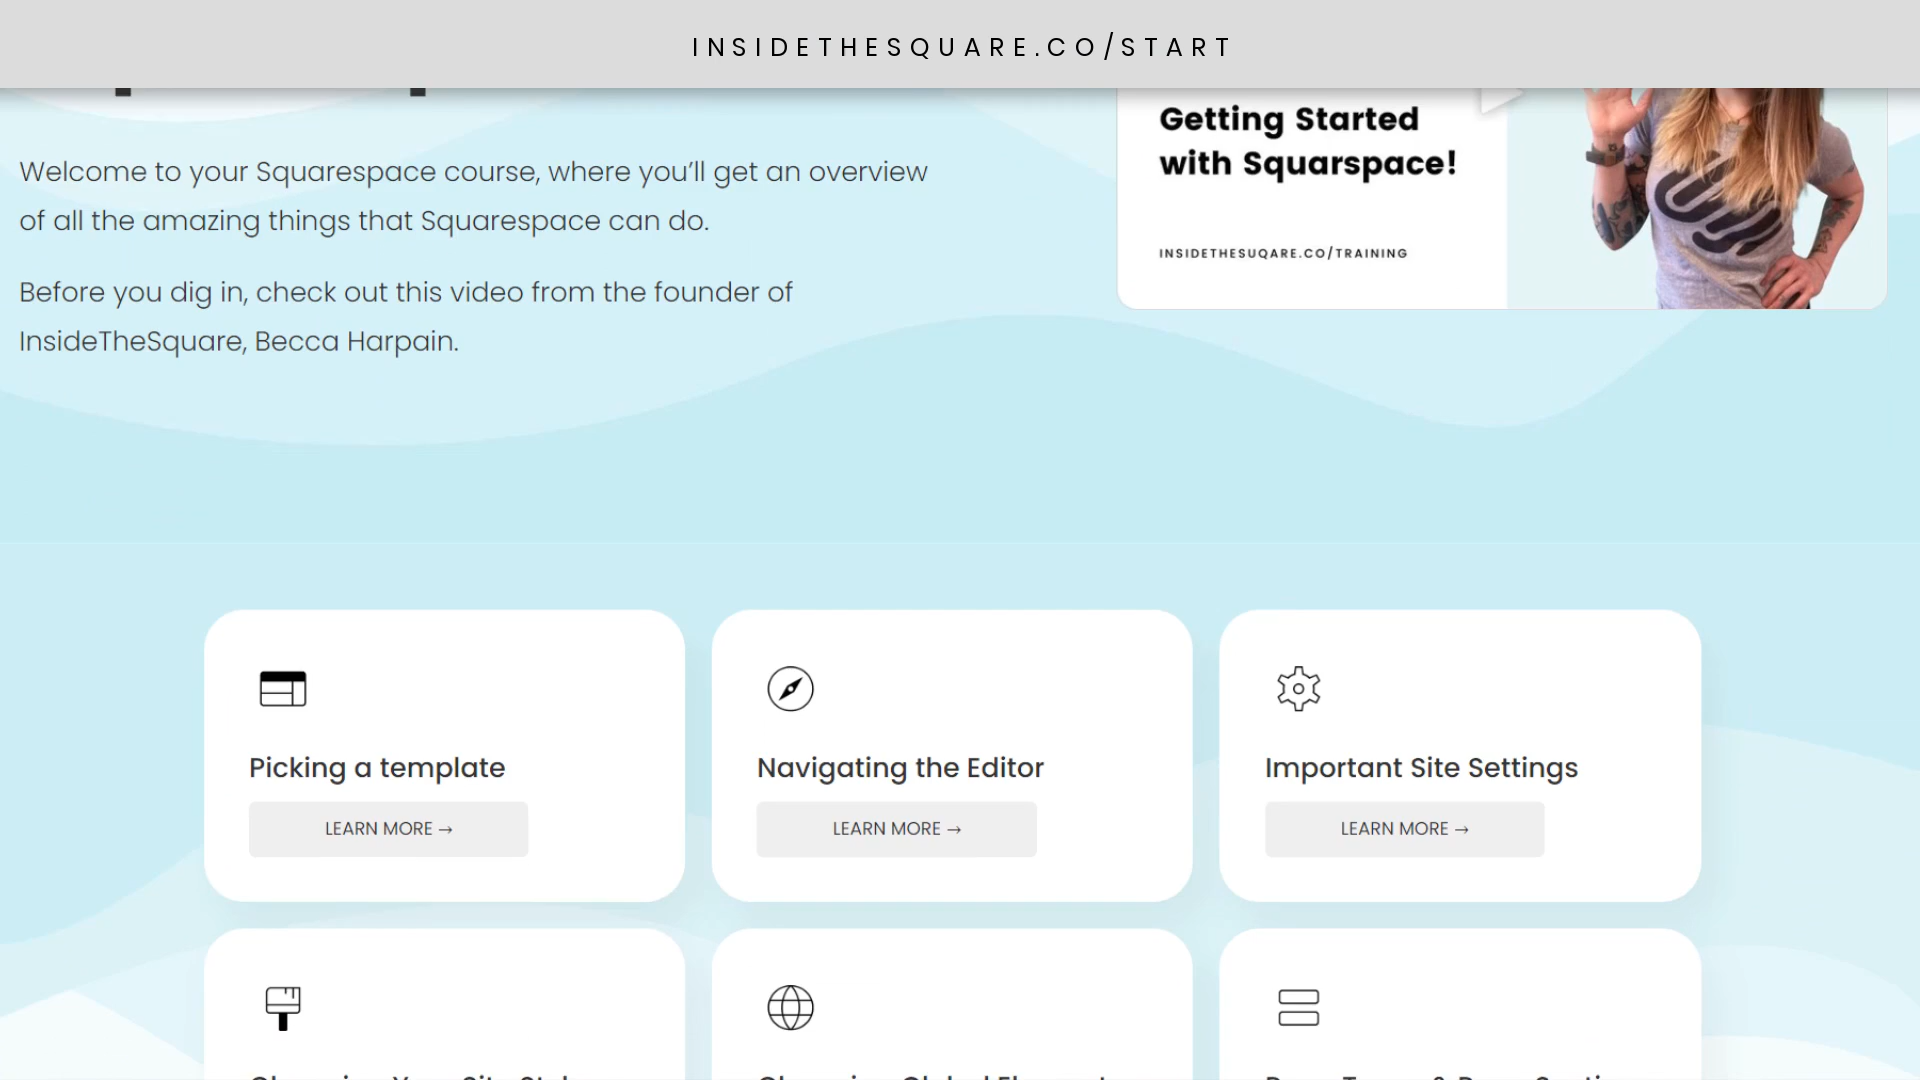 INSIDETHESQUARE.CO/START
Getting Started
with Squarspace!
INSIDETHESUQARE.CO/TRAINING
Welcome to your Squarespace course, where you’ll get an overview
of all the amazing things that Squarespace can do.
Before you dig in, check out this video from the founder of
InsideTheSquare, Becca Harpain.
Picking a template
LEARN MORE →
Navigating the Editor
LEARN MORE →
Important Site Settings
LEARN MORE →